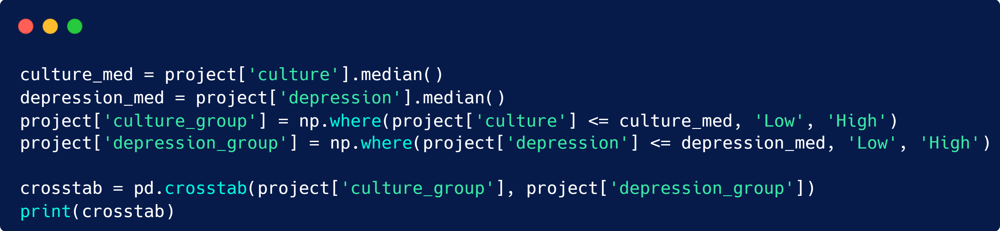 culture_med = project['culture'].median()
depression_med = project['depression'].median()
project['culture_group'] = np.where(project['culture'] <= culture_med, 'Low', 'High')
project['depression_group'] = np.where(project['depression'] <= depression_med, 'Low', 'High')
crosstab = pd.crosstab(project['culture_group'], project['depression_group'])
print(crosstab)